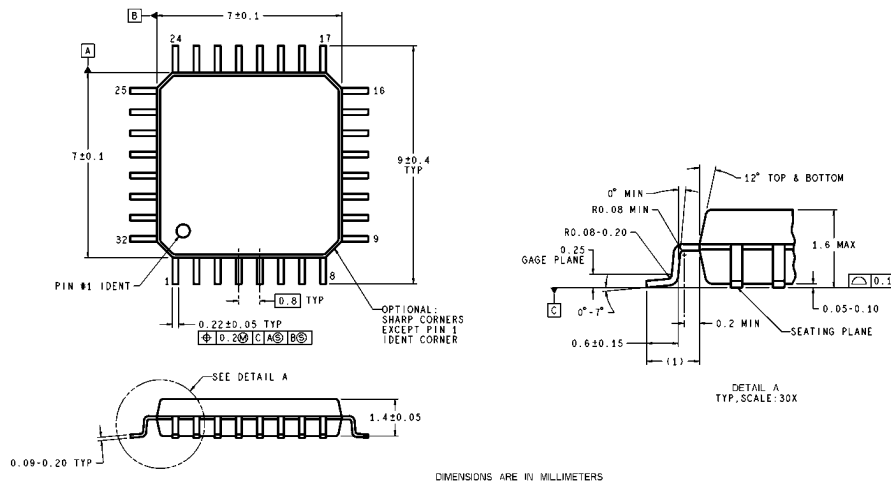 B
7±0.1
24
17
A
25
16
7±0.1
9±0.4
TYP
32
9
PIN #1 IDENT
1
8
0.8 TYP
OPTIONAL:
SHARP CORNERS
EXCEPT PIN 1
IDENT CORNER
0.22±0.05 TYP
⌖ 0.2Ⓜ C AⓈ BⓈ
SEE DETAIL A
1.4±0.05
0.09-0.20 TYP
12° TOP & BOTTOM
0° MIN
R0.08 MIN
R0.08-0.20
0.25
GAGE PLANE
1.6 MAX
⌓ 0.1
C
0°-7°
0.2 MIN
0.05-0.10
SEATING PLANE
0.6±0.15
(1)
DETAIL A
TYP,SCALE:30X
DIMENSIONS ARE IN MILLIMETERS